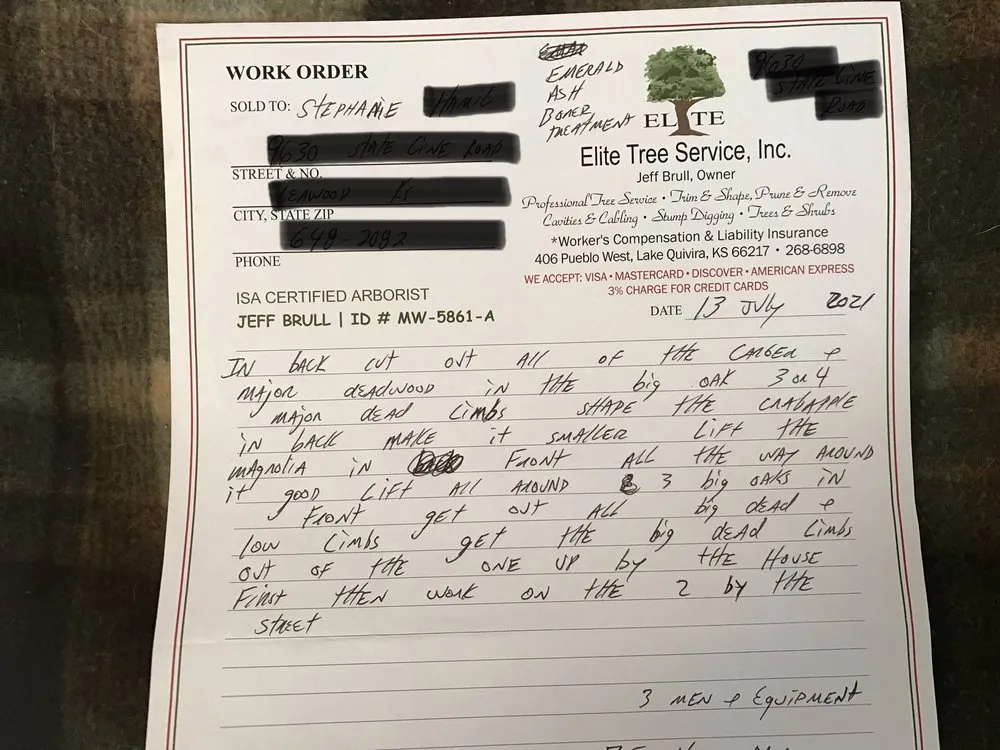 WORK ORDER
SOLD TO: STEPHANIE
STREET & NO.
CITY, STATE ZIP
PHONE
ISA CERTIFIED ARBORIST
JEFF BRULL | ID # MW-5861-A
EMERALD
ASH
BORER
TREATMENT
ELITE
Elite Tree Service, Inc.
Jeff Brull, Owner
Professional Tree Service • Trim & Shape, Prune & Remove
Cavities & Cabling • Stump Digging • Trees & Shrubs
*Worker's Compensation & Liability Insurance
406 Pueblo West, Lake Quivira, KS 66217 • 268-6898
WE ACCEPT: VISA • MASTERCARD • DISCOVER • AMERICAN EXPRESS
3% CHARGE FOR CREDIT CARDS
DATE 13 JULY 2021
IN BACK CUT OUT ALL OF THE LARGER &
MAJOR DEADWOOD IN THE big OAK 3 OR 4
MAJOR DEAD LIMBS SHAPE THE CRABAPPLE
IN BACK MAKE it SMALLER LIFT THE
MAGNOLIA IN FRONT ALL THE WAY AROUND
it good LIFT ALL AROUND 3 big OAKS IN
FRONT GET OUT ALL big DEAD &
LOW LIMBS GET THE big DEAD LIMBS
OUT OF THE ONE UP by THE HOUSE
FIRST THEN WORK ON THE 2 by THE
STREET
3 MEN & EQUIPMENT